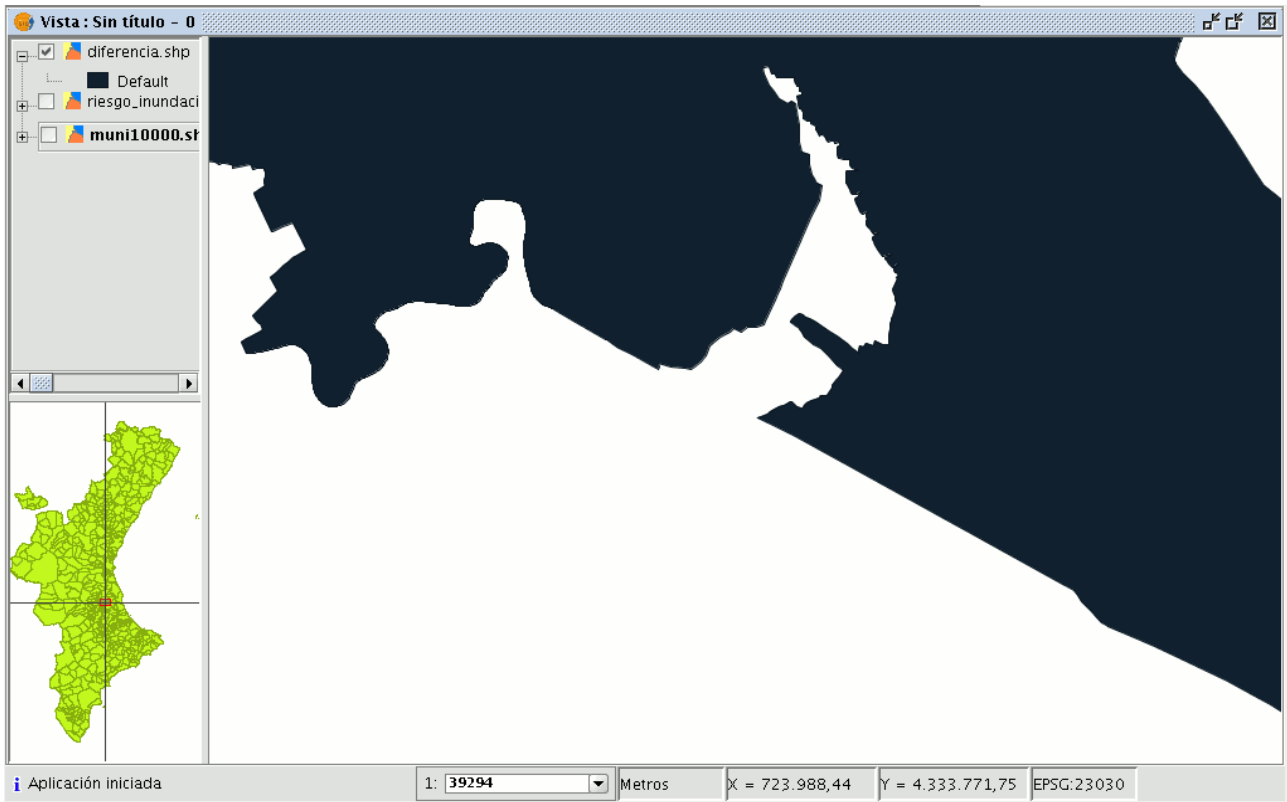 Vista : Sin título - 0
diferencia.shp
Default
riesgo_inundaci
muni10000.sh
Aplicación iniciada
1: 39294
Metros
X = 723.988,44
Y = 4.333.771,75
EPSG:23030